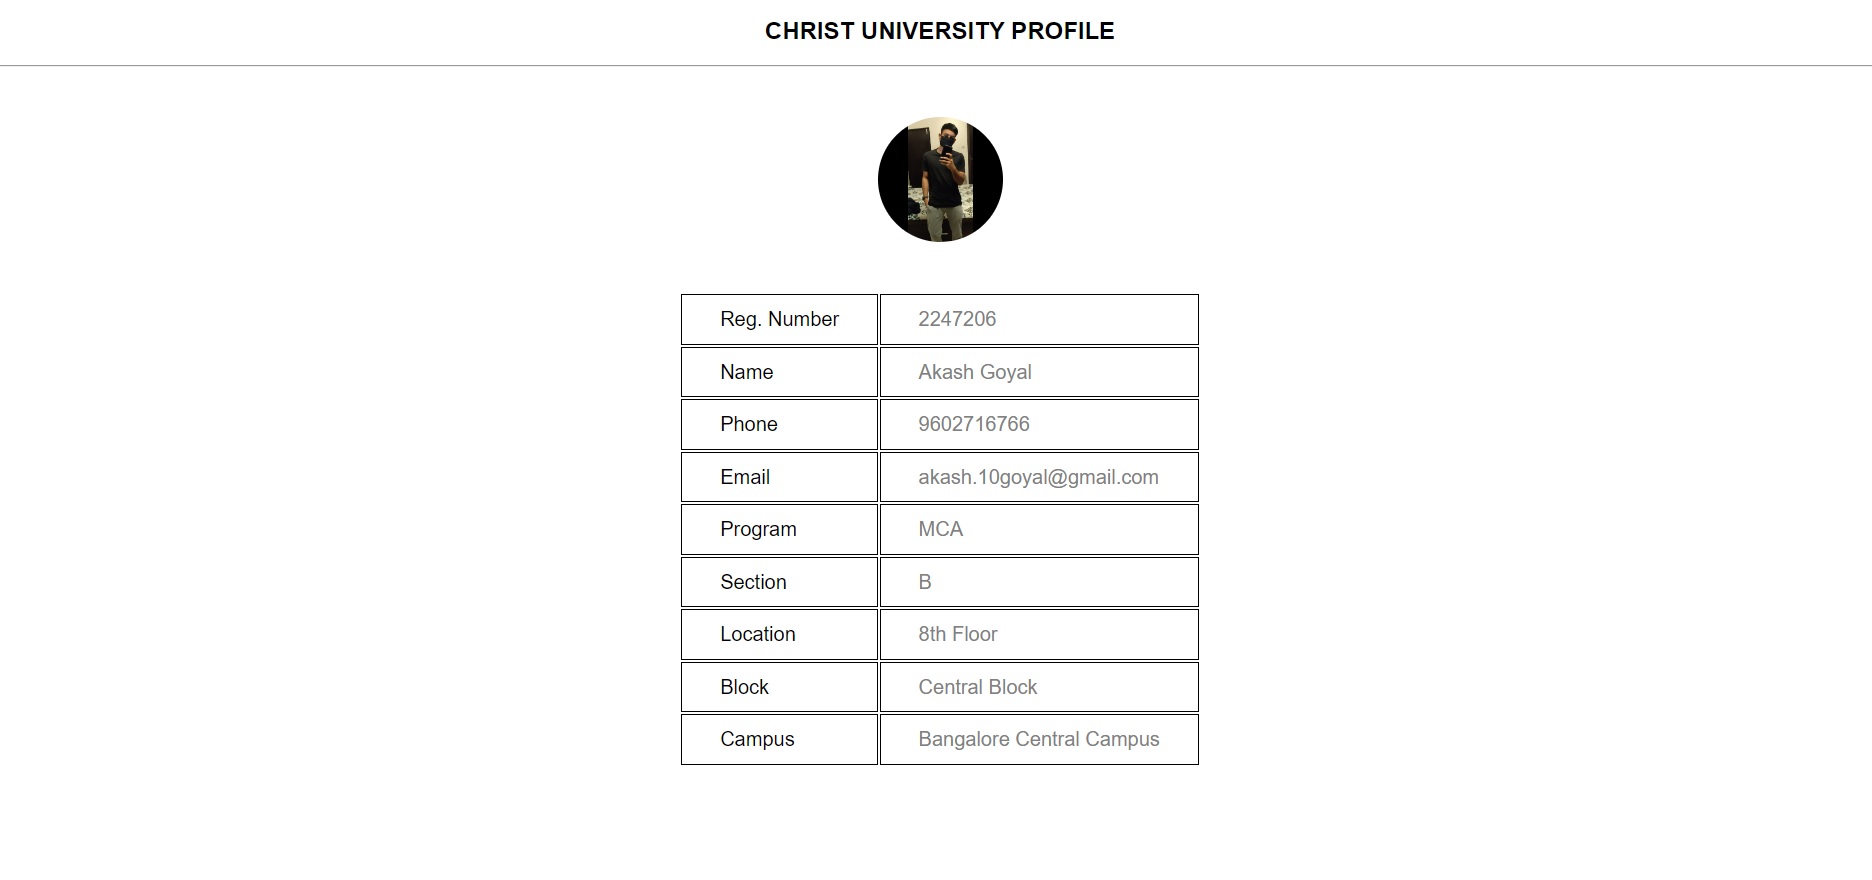 CHRIST UNIVERSITY PROFILE
Reg. Number 2247206
Name Akash Goyal
Phone 9602716766
Email akash.10goyal@gmail.com
Program MCA
Section B
Location 8th Floor
Block Central Block
Campus Bangalore Central Campus